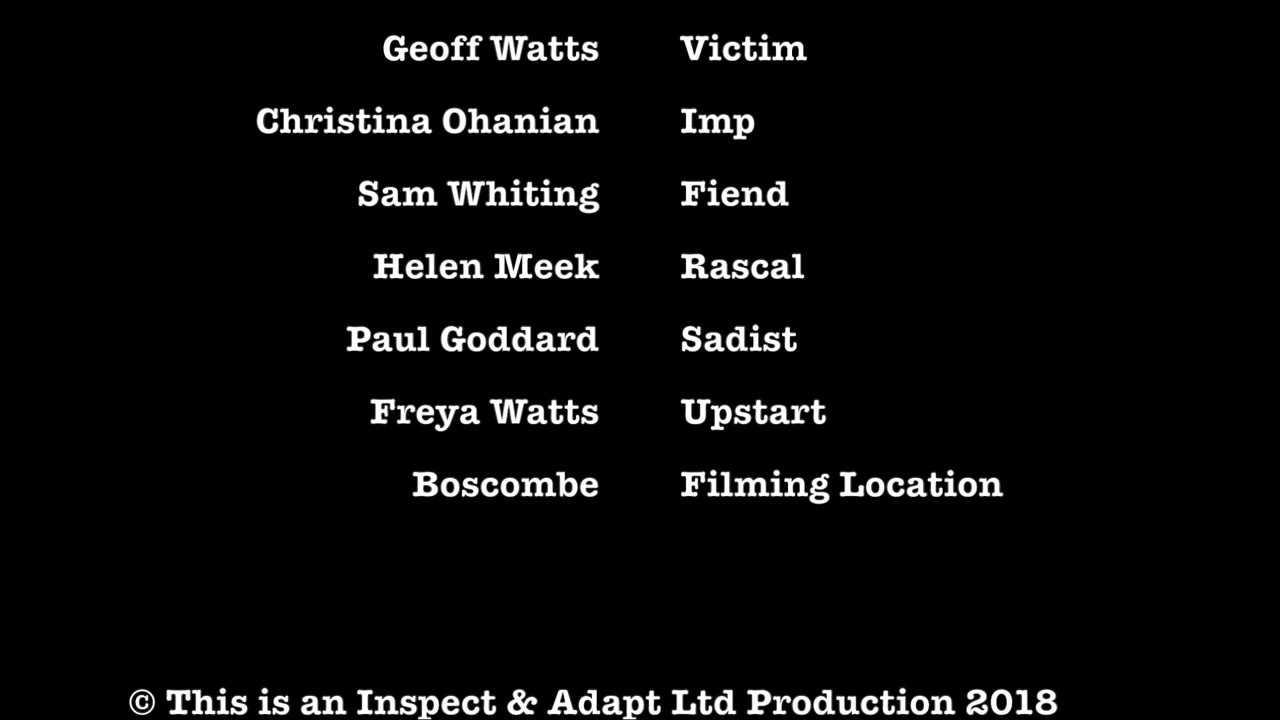 Geoff Watts Victim
Christina Ohanian Imp
Sam Whiting Fiend
Helen Meek Rascal
Paul Goddard Sadist
Freya Watts Upstart
Boscombe Filming Location
© This is an Inspect & Adapt Ltd Production 2018